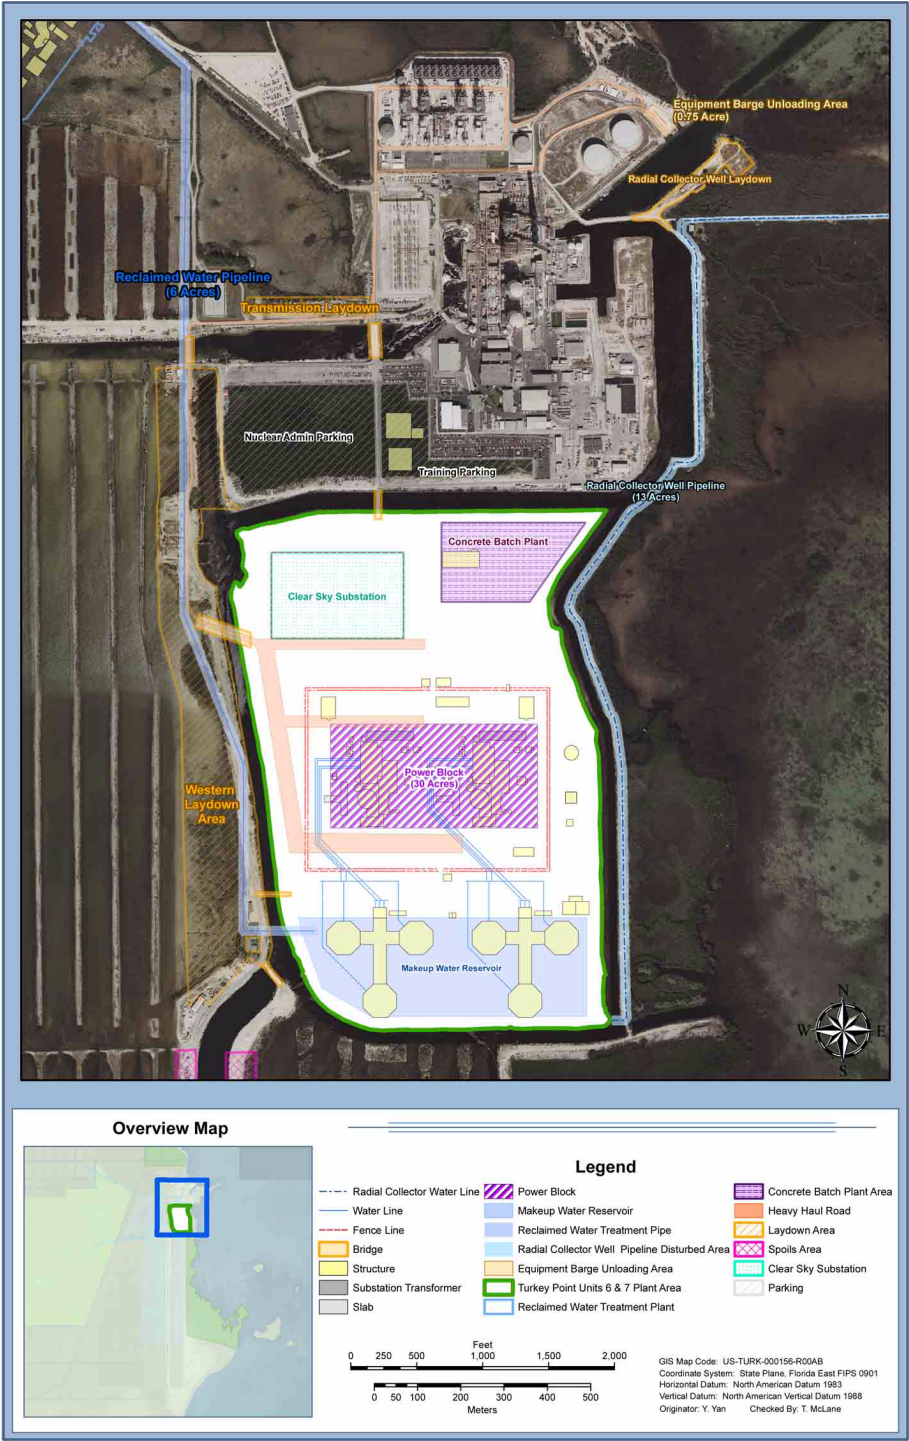 Equipment Barge Unloading Area
(0.75 Acre)
Radial Collector Well Laydown
Reclaimed Water Pipeline
(6 Acres)
Transmission Laydown
Nuclear Admin Parking
Training Parking
Radial Collector Well Pipeline
(13 Acres)
Concrete Batch Plant
Clear Sky Substation
Power Block
(30 Acres)
Western
Laydown
Area
Makeup Water Reservoir
N
W
E
S
Overview Map
Legend
Radial Collector Water Line
Water Line
Fence Line
Bridge
Structure
Substation Transformer
Slab
Power Block
Makeup Water Reservoir
Reclaimed Water Treatment Pipe
Radial Collector Well Pipeline Disturbed Area
Equipment Barge Unloading Area
Turkey Point Units 6 & 7 Plant Area
Reclaimed Water Treatment Plant
Concrete Batch Plant Area
Heavy Haul Road
Laydown Area
Spoils Area
Clear Sky Substation
Parking
Feet
0 250 500 1,000 1,500 2,000
0 50 100 200 300 400 500
Meters
GIS Map Code: US-TURK-000156-R00AB
Coordinate System: State Plane, Florida East FIPS 0901
Horizontal Datum: North American Datum 1983
Vertical Datum: North American Vertical Datum 1988
Originator: Y. Yan Checked By: T. McLane